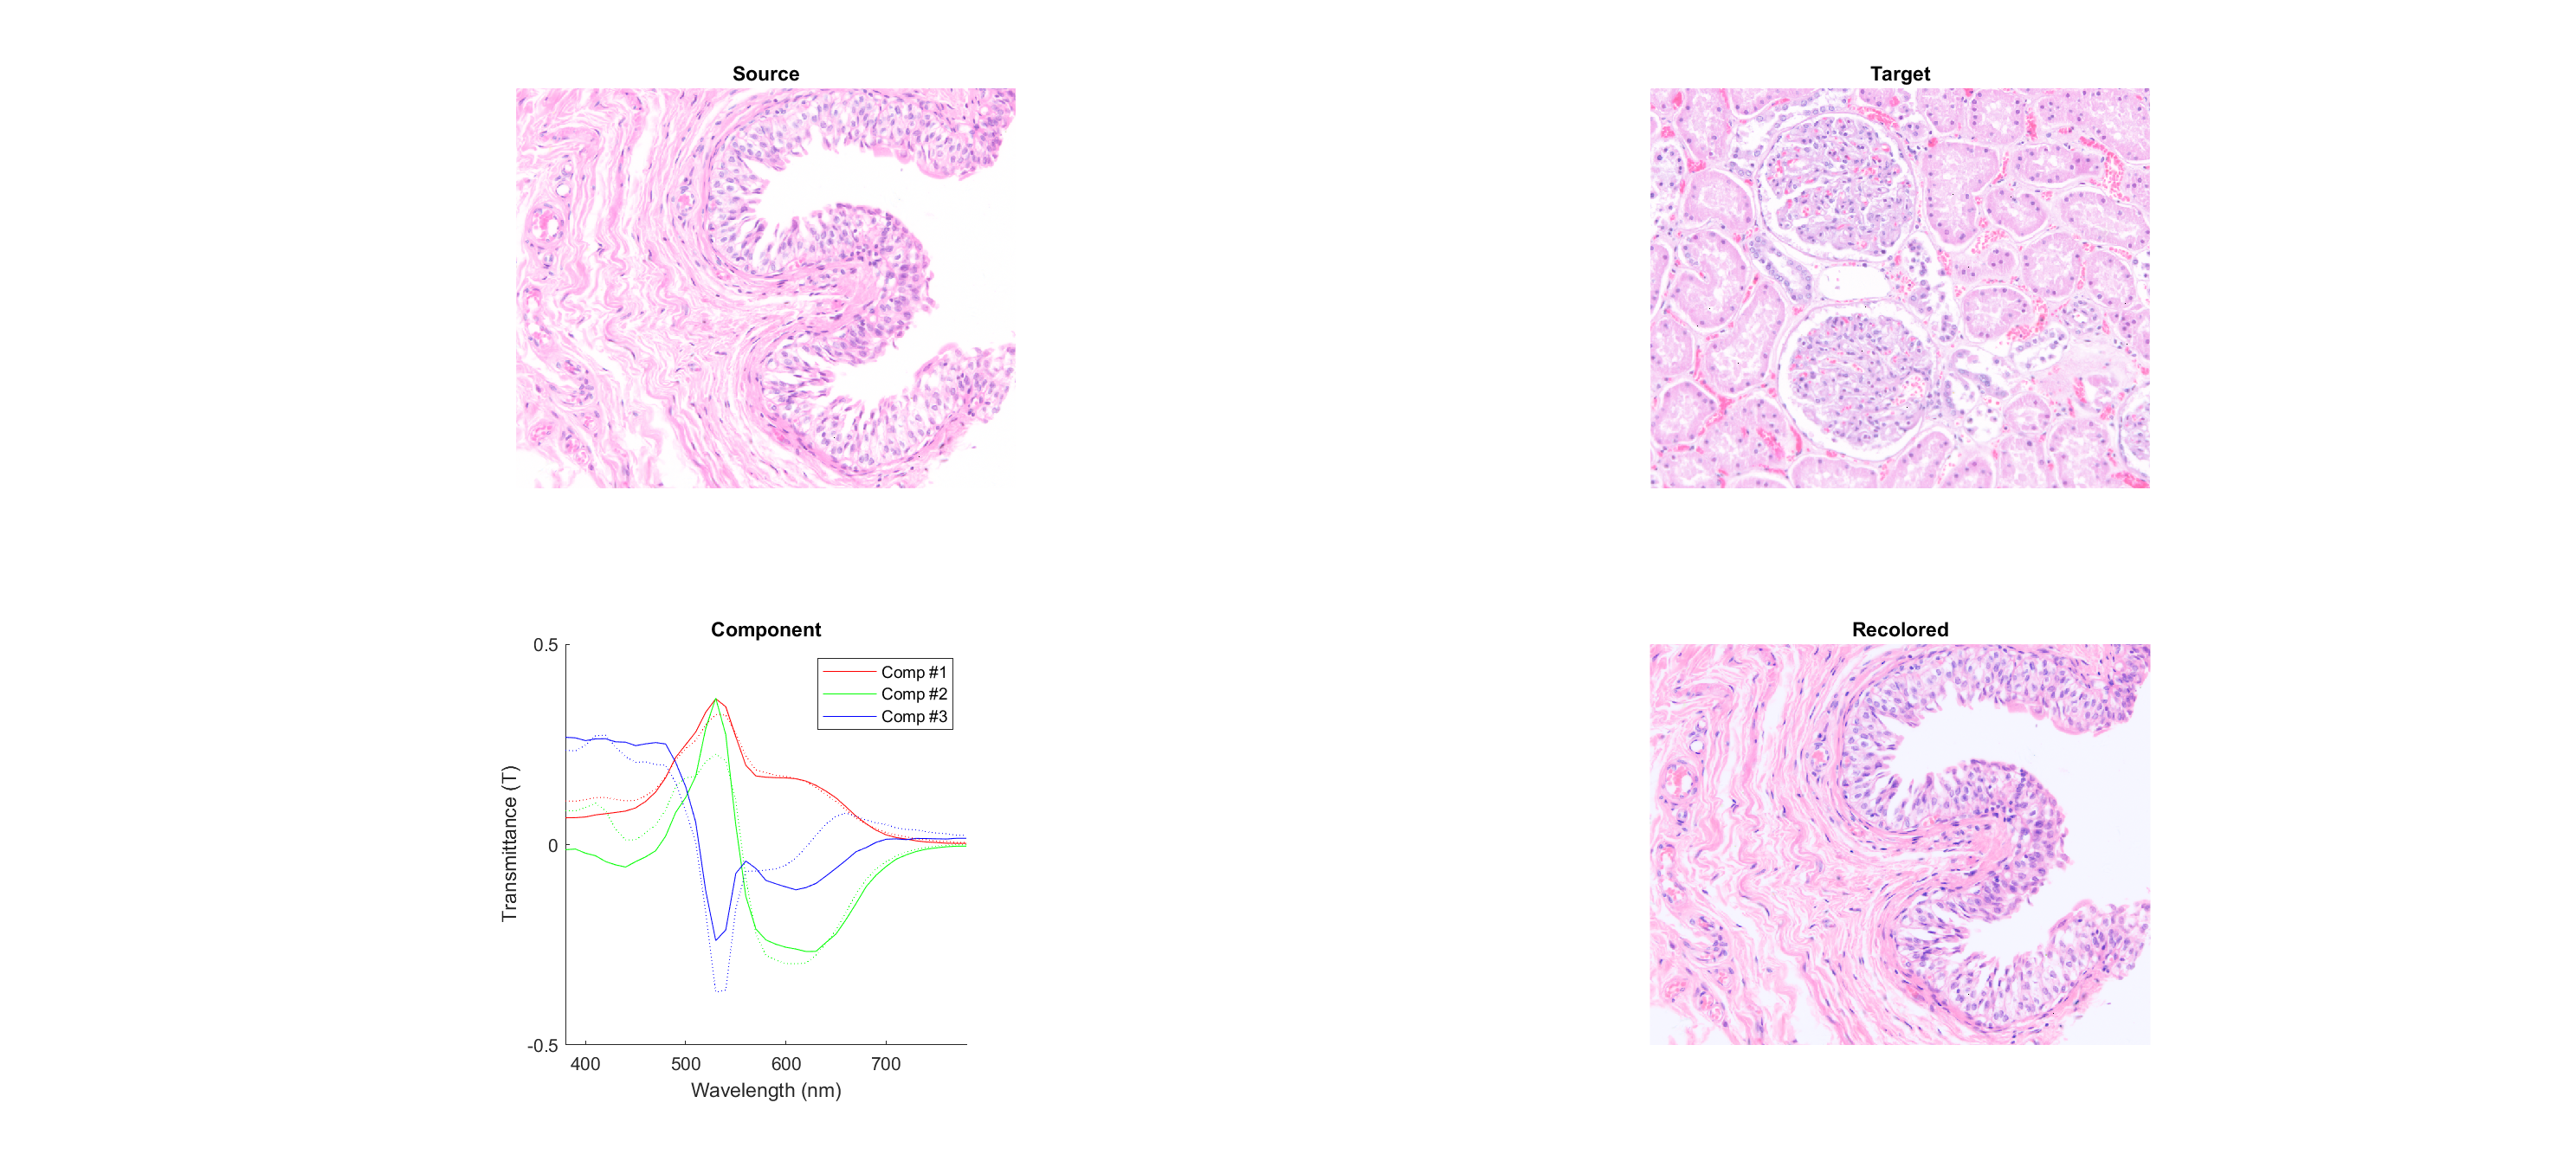 Source
Target
Component
0.5
0
-0.5
Transmittance (T)
400 500 600 700
Wavelength (nm)
Comp #1
Comp #2
Comp #3
Recolored